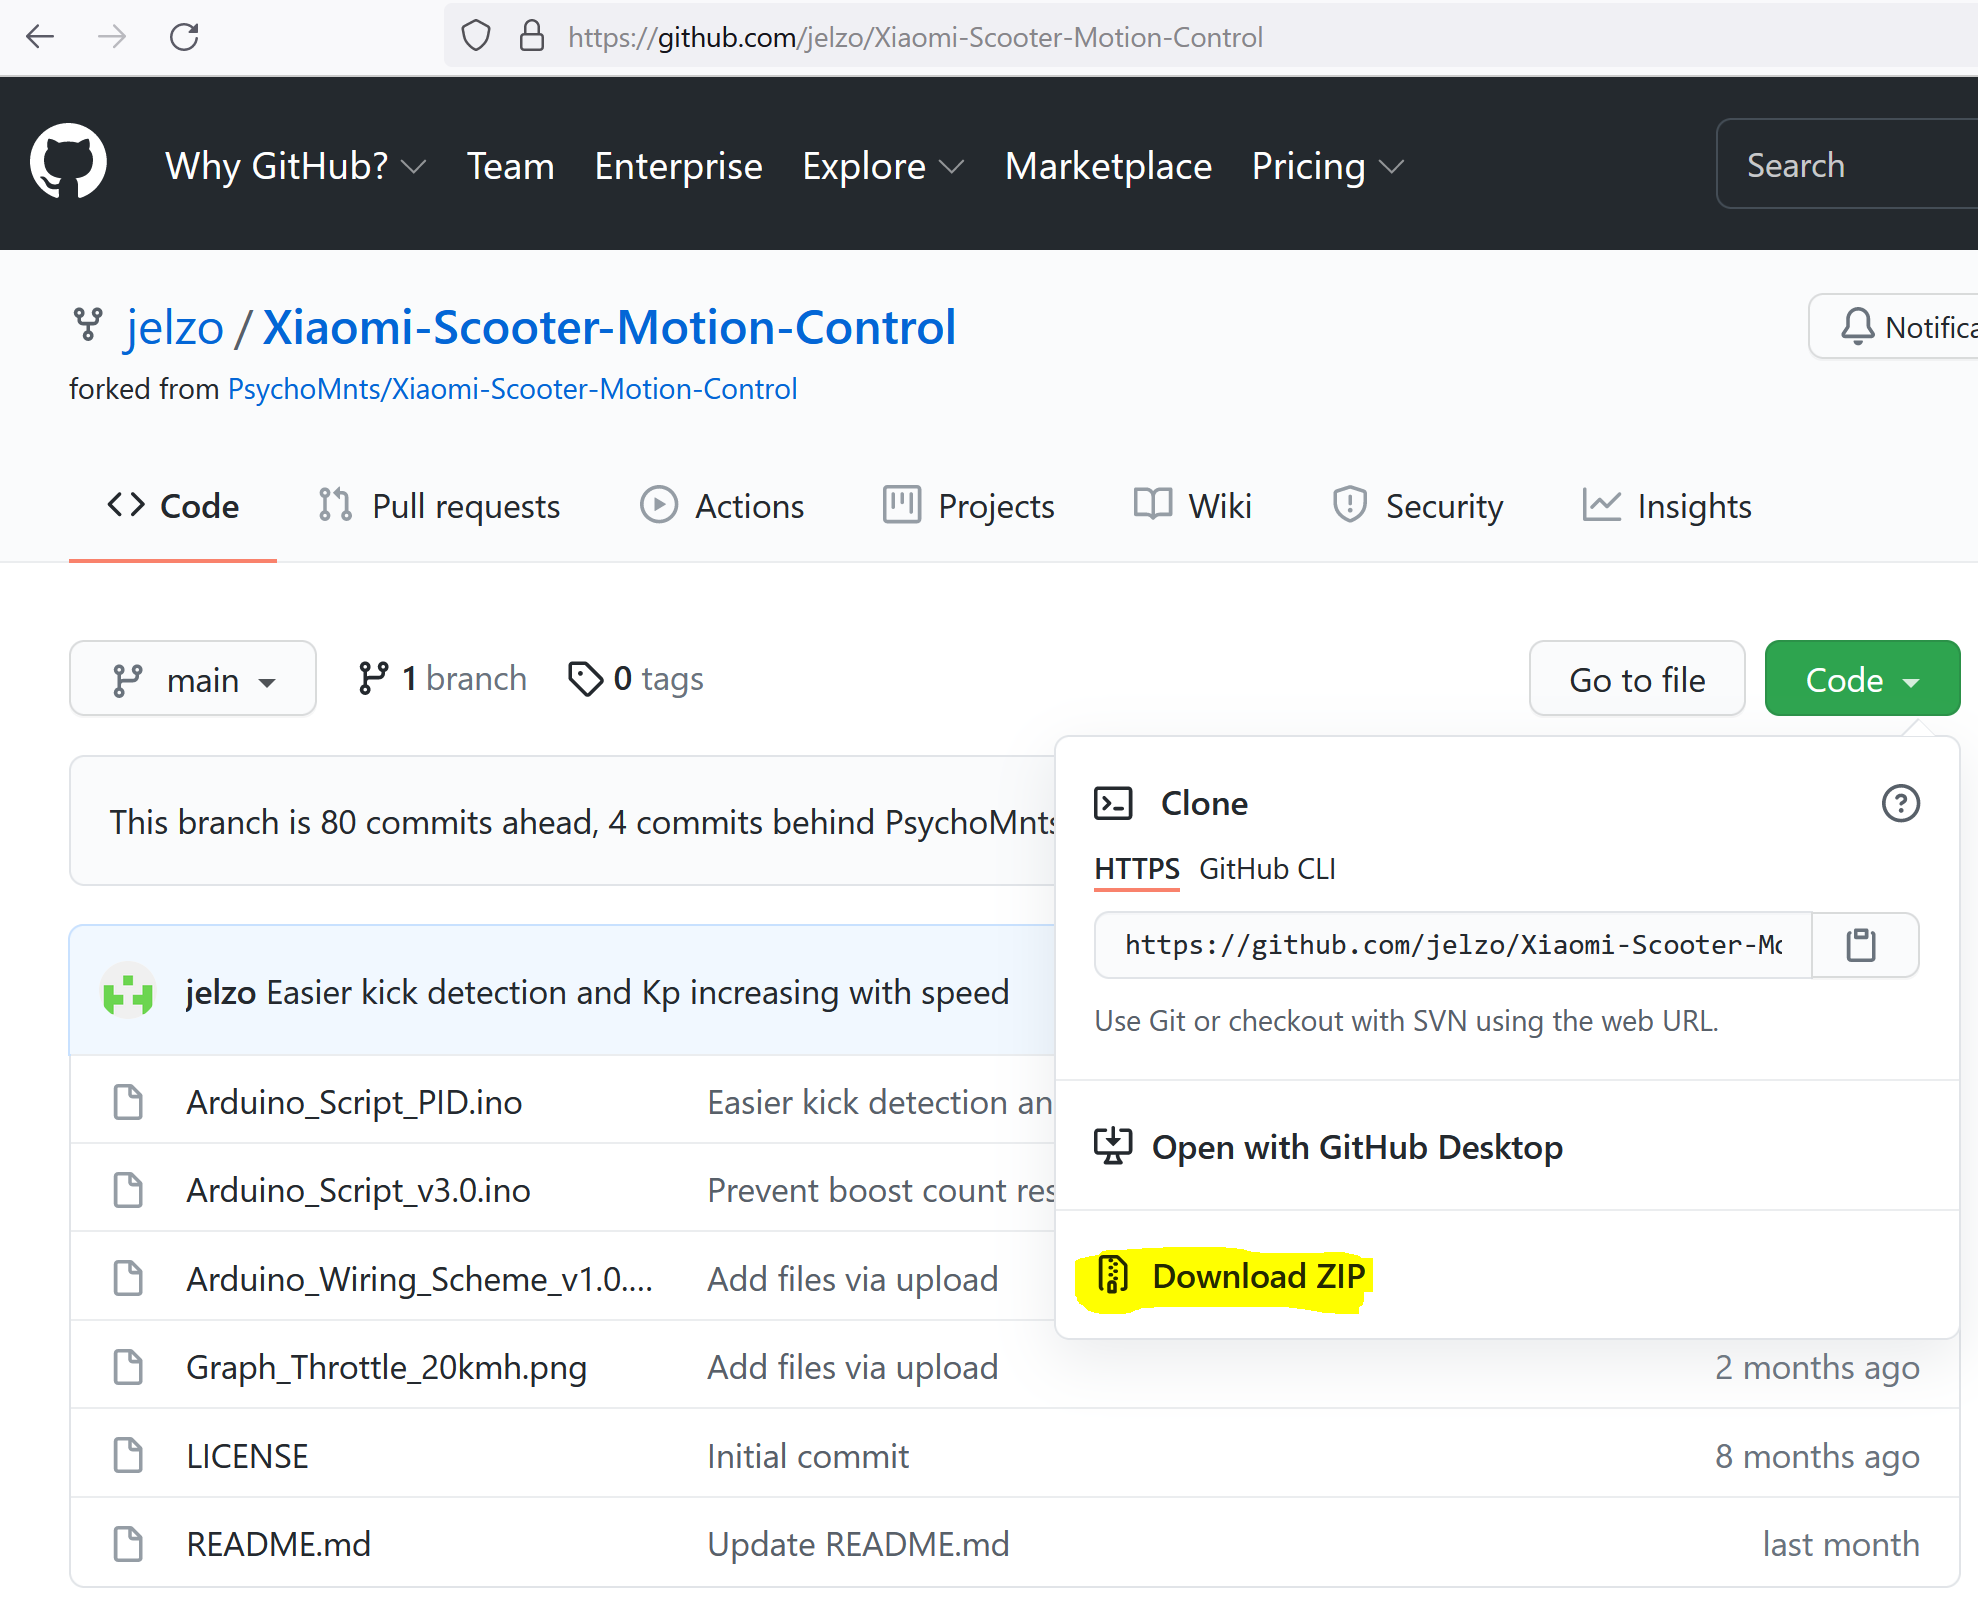 https://github.com/jelzo/Xiaomi-Scooter-Motion-Control
Why GitHub? Team Enterprise Explore Marketplace Pricing Search
jelzo / Xiaomi-Scooter-Motion-Control
forked from PsychoMnts/Xiaomi-Scooter-Motion-Control
Notifica
Code Pull requests Actions Projects Wiki Security Insights
main 1 branch 0 tags Go to file Code
This branch is 80 commits ahead, 4 commits behind PsychoMnts
Clone
HTTPS GitHub CLI
https://github.com/jelzo/Xiaomi-Scooter-Mo
Use Git or checkout with SVN using the web URL.
Open with GitHub Desktop
Download ZIP
jelzo Easier kick detection and Kp increasing with speed
Arduino_Script_PID.ino Easier kick detection an
Arduino_Script_v3.0.ino Prevent boost count res
Arduino_Wiring_Scheme_v1.0.... Add files via upload
Graph_Throttle_20kmh.png Add files via upload 2 months ago
LICENSE Initial commit 8 months ago
README.md Update README.md last month